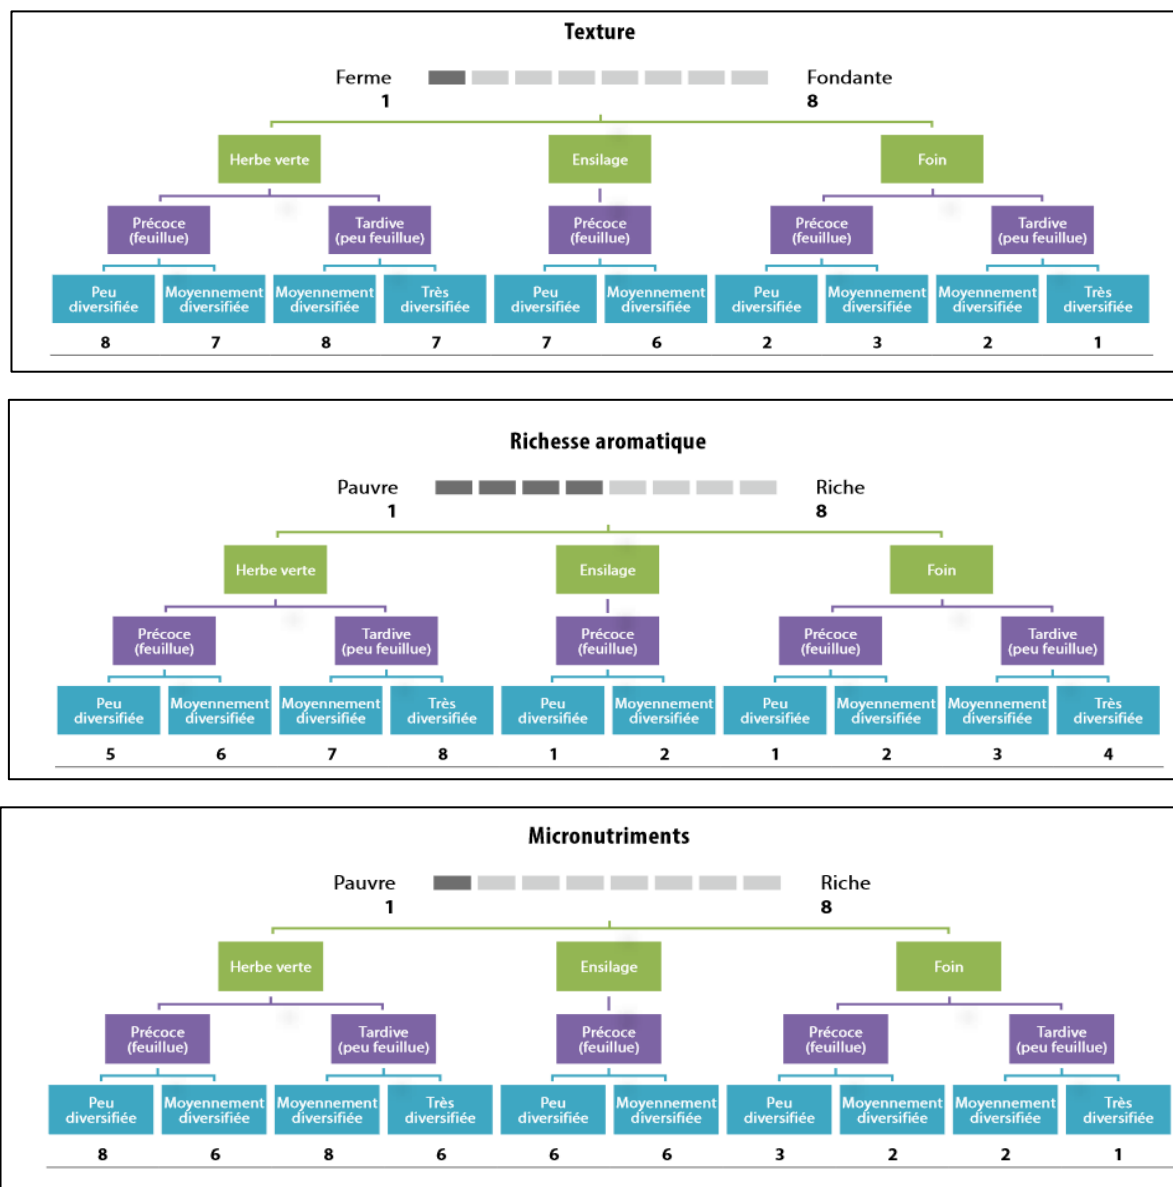 Texture
Ferme Fondante
1 8
Herbe verte Ensilage Foin
Précoce Tardive Précoce Précoce Tardive
(feuillue) (peu feuillue) (feuillue) (feuillue) (peu feuillue)
Peu Moyennement Moyennement Très Peu Moyennement Peu Moyennement Moyennement Très
diversifiée diversifiée diversifiée diversifiée diversifiée diversifiée diversifiée diversifiée diversifiée diversifiée
8 7 8 7 7 6 2 3 2 1
Richesse aromatique
Pauvre Riche
1 8
Herbe verte Ensilage Foin
Précoce Tardive Précoce Précoce Tardive
(feuillue) (peu feuillue) (feuillue) (feuillue) (peu feuillue)
Peu Moyennement Moyennement Très Peu Moyennement Peu Moyennement Moyennement Très
diversifiée diversifiée diversifiée diversifiée diversifiée diversifiée diversifiée diversifiée diversifiée diversifiée
5 6 7 8 1 2 1 2 3 4
Micronutriments
Pauvre Riche
1 8
Herbe verte Ensilage Foin
Précoce Tardive Précoce Précoce Tardive
(feuillue) (peu feuillue) (feuillue) (feuillue) (peu feuillue)
Peu Moyennement Moyennement Très Peu Moyennement Peu Moyennement Moyennement Très
diversifiée diversifiée diversifiée diversifiée diversifiée diversifiée diversifiée diversifiée diversifiée diversifiée
8 6 8 6 6 6 3 2 2 1